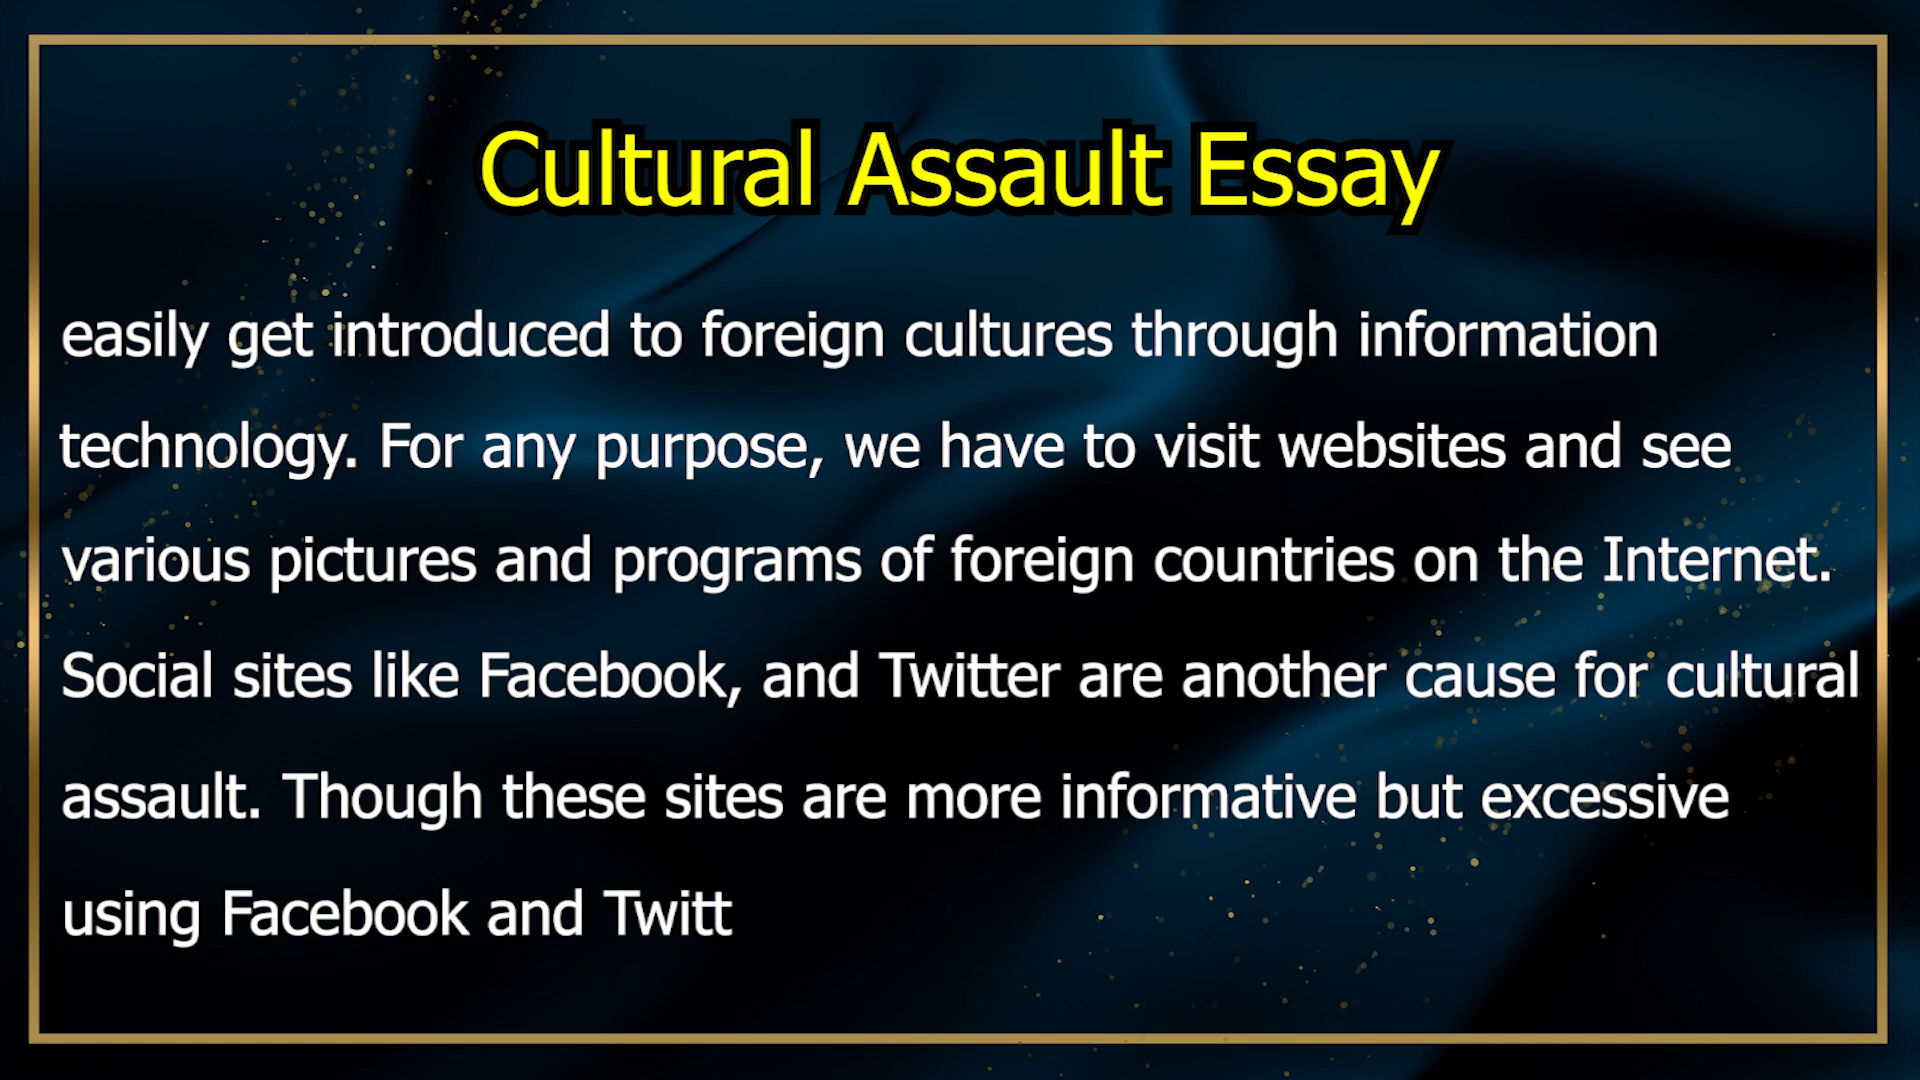 Cultural Assault Essay
easily get introduced to foreign cultures through information
technology. For any purpose, we have to visit websites and see
various pictures and programs of foreign countries on the Internet.
Social sites like Facebook, and Twitter are another cause for cultural
assault. Though these sites are more informative but excessive
using Facebook and Twitt